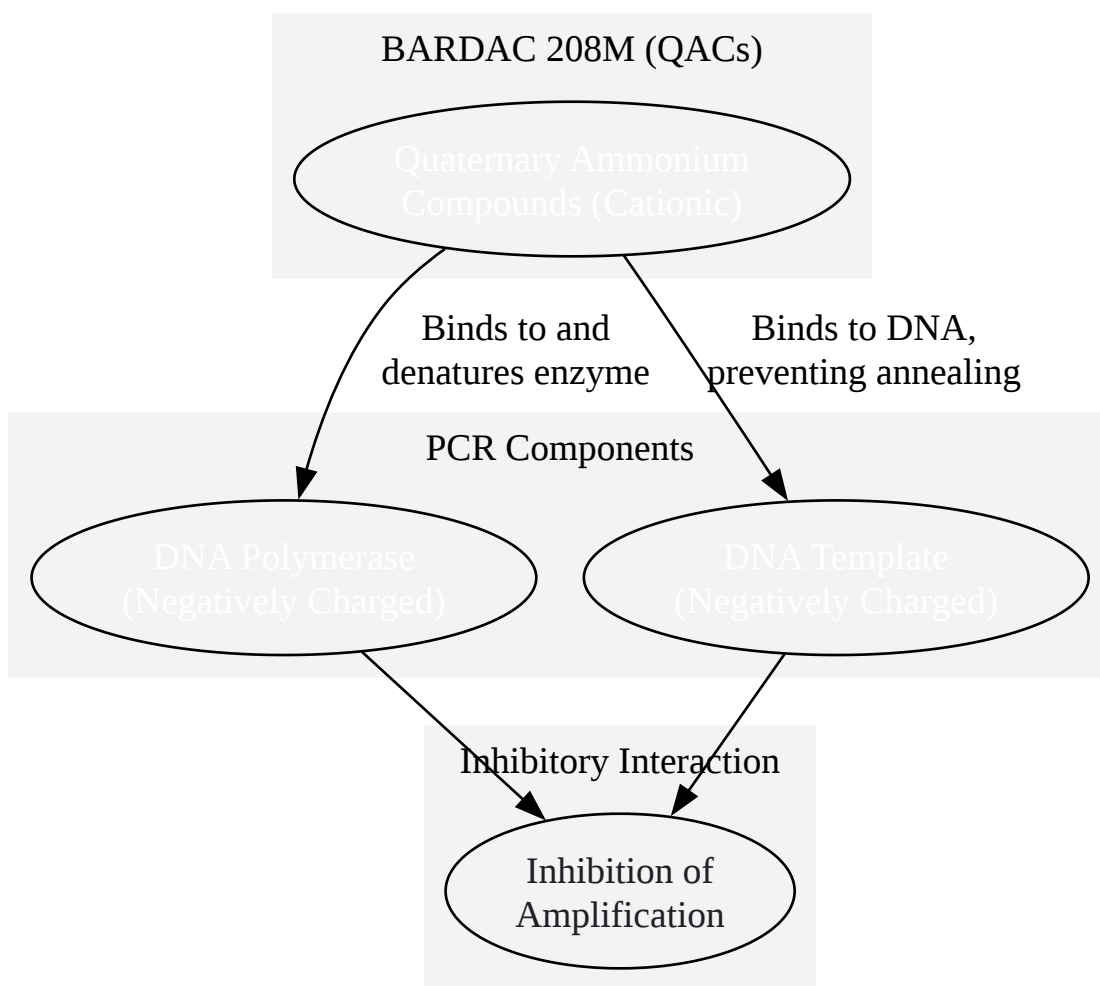 BARDAC 208M (QACs)
Quaternary Ammonium
Compounds (Cationic)
Binds to and
denatures enzyme
Binds to DNA,
preventing annealing
PCR Components
DNA Polymerase
(Negatively Charged)
DNA Template
(Negatively Charged)
Inhibitory Interaction
Inhibition of
Amplification